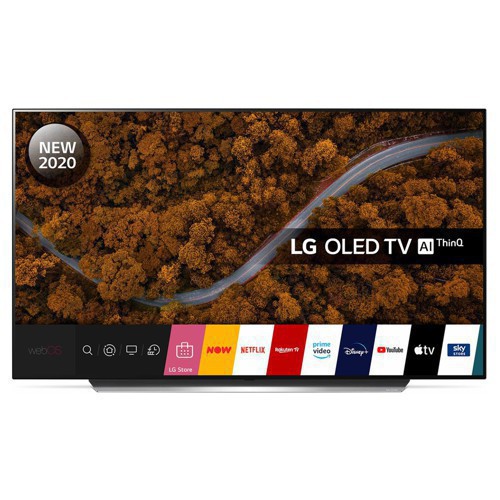 NEW
2020
LG OLED TV AI ThinQ
webOS
LG Store
NOW
NETFLIX
Rakuten TV
prime video
Disney+
YouTube
tv
sky
STORE